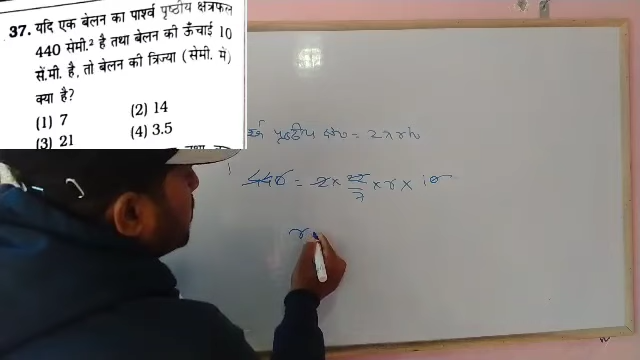 37. यदि एक बेलन का पार्श्व पृष्ठीय क्षेत्रफल
440 सेमी.² है तथा बेलन की ऊँचाई 10
सें.मी. है, तो बेलन की त्रिज्या (सेमी. में)
क्या है?
(1) 7 (2) 14
(3) 21 (4) 3.5
पृष्ठीय = 2πrh
440 = 2 × 22/7 × r × 10
r